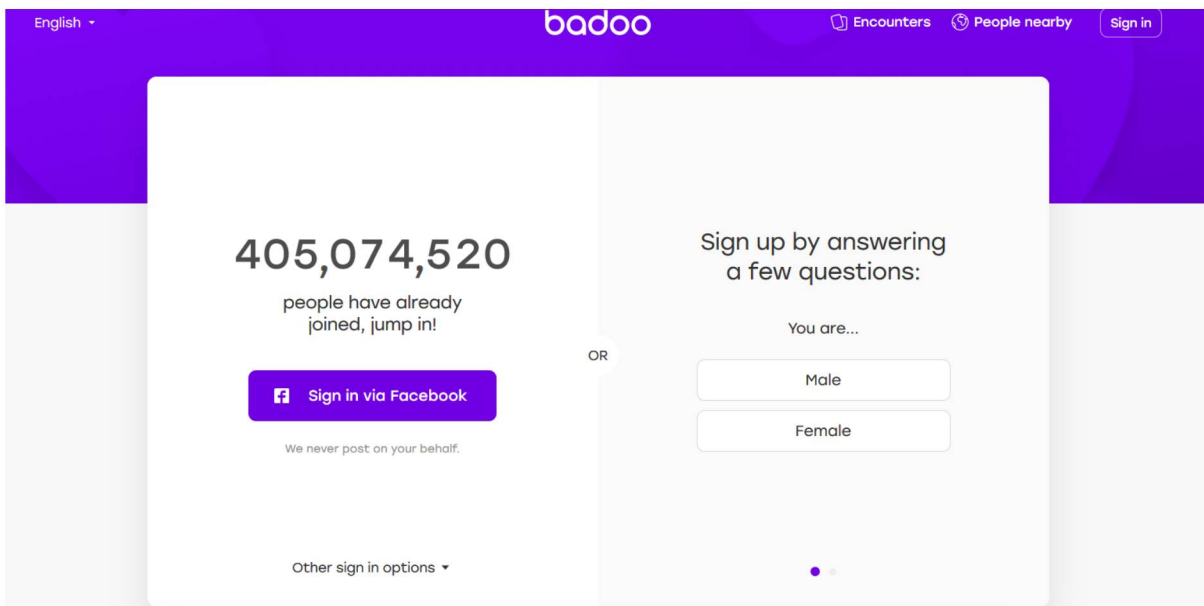 English
badoo
Encounters
People nearby
Sign in
405,074,520
people have already
joined, jump in!
Sign in via Facebook
We never post on your behalf.
Other sign in options
OR
Sign up by answering
a few questions:
You are...
Male
Female